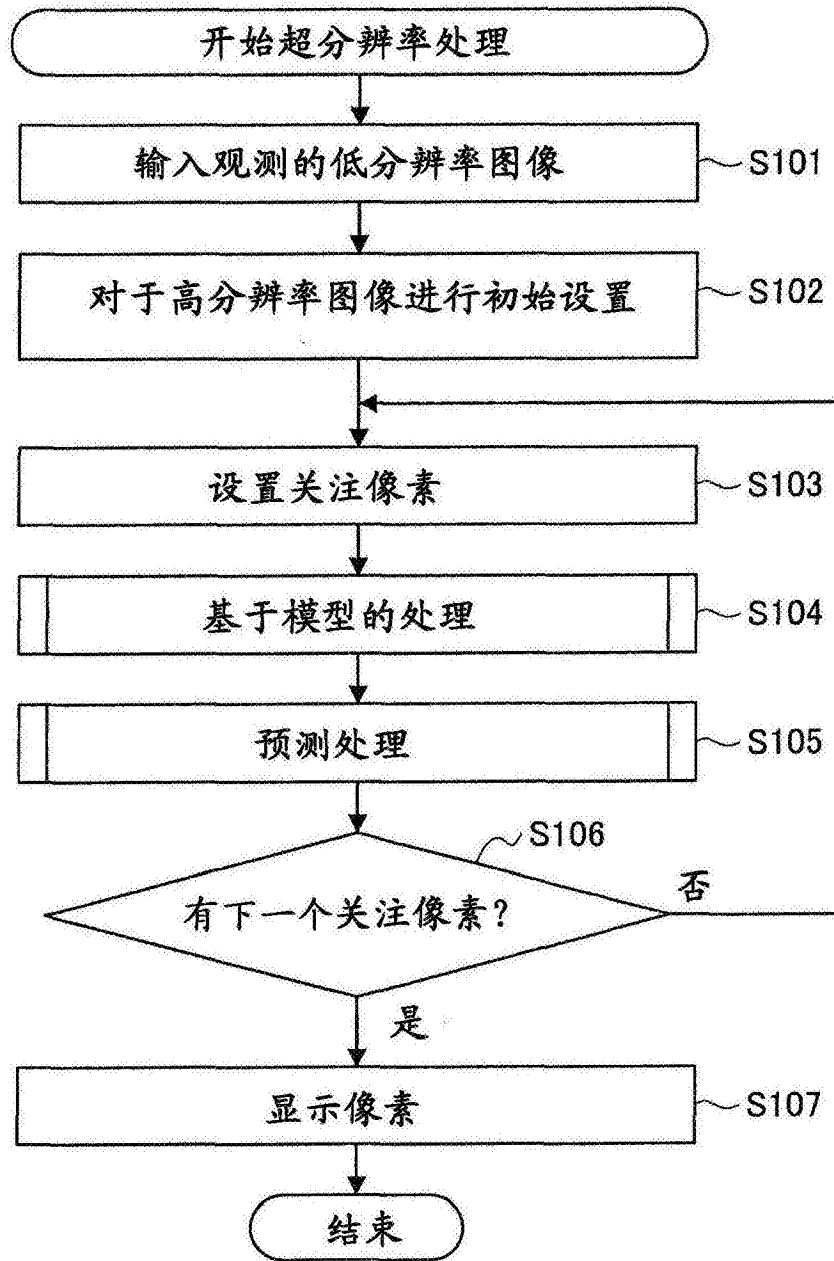 开始超分辨率处理
输入观测的低分辨率图像
S101
对于高分辨率图像进行初始设置
S102
设置关注像素
S103
基于模型的处理
S104
预测处理
S105
S106
有下一个关注像素?
否
是
显示像素
S107
结束